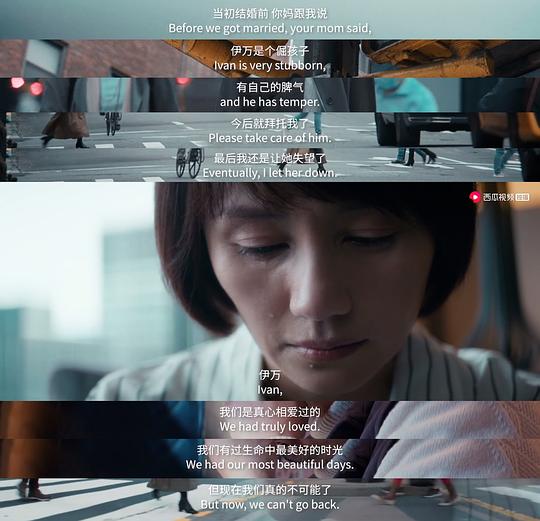 当初结婚前 你妈跟我说
Before we got married, your mom said,
伊万是个倔孩子
Ivan is very stubborn,
有自己的脾气
and he has temper.
今后就拜托我了
Please take care of him.
最后我还是让她失望了
Eventually, I let her down.
西瓜视频
伊万
Ivan,
我们是真心相爱过的
We had truly loved.
我们有过生命中最美好的时光
We had our most beautiful days.
但现在我们真的不可能了
But now, we can't go back.